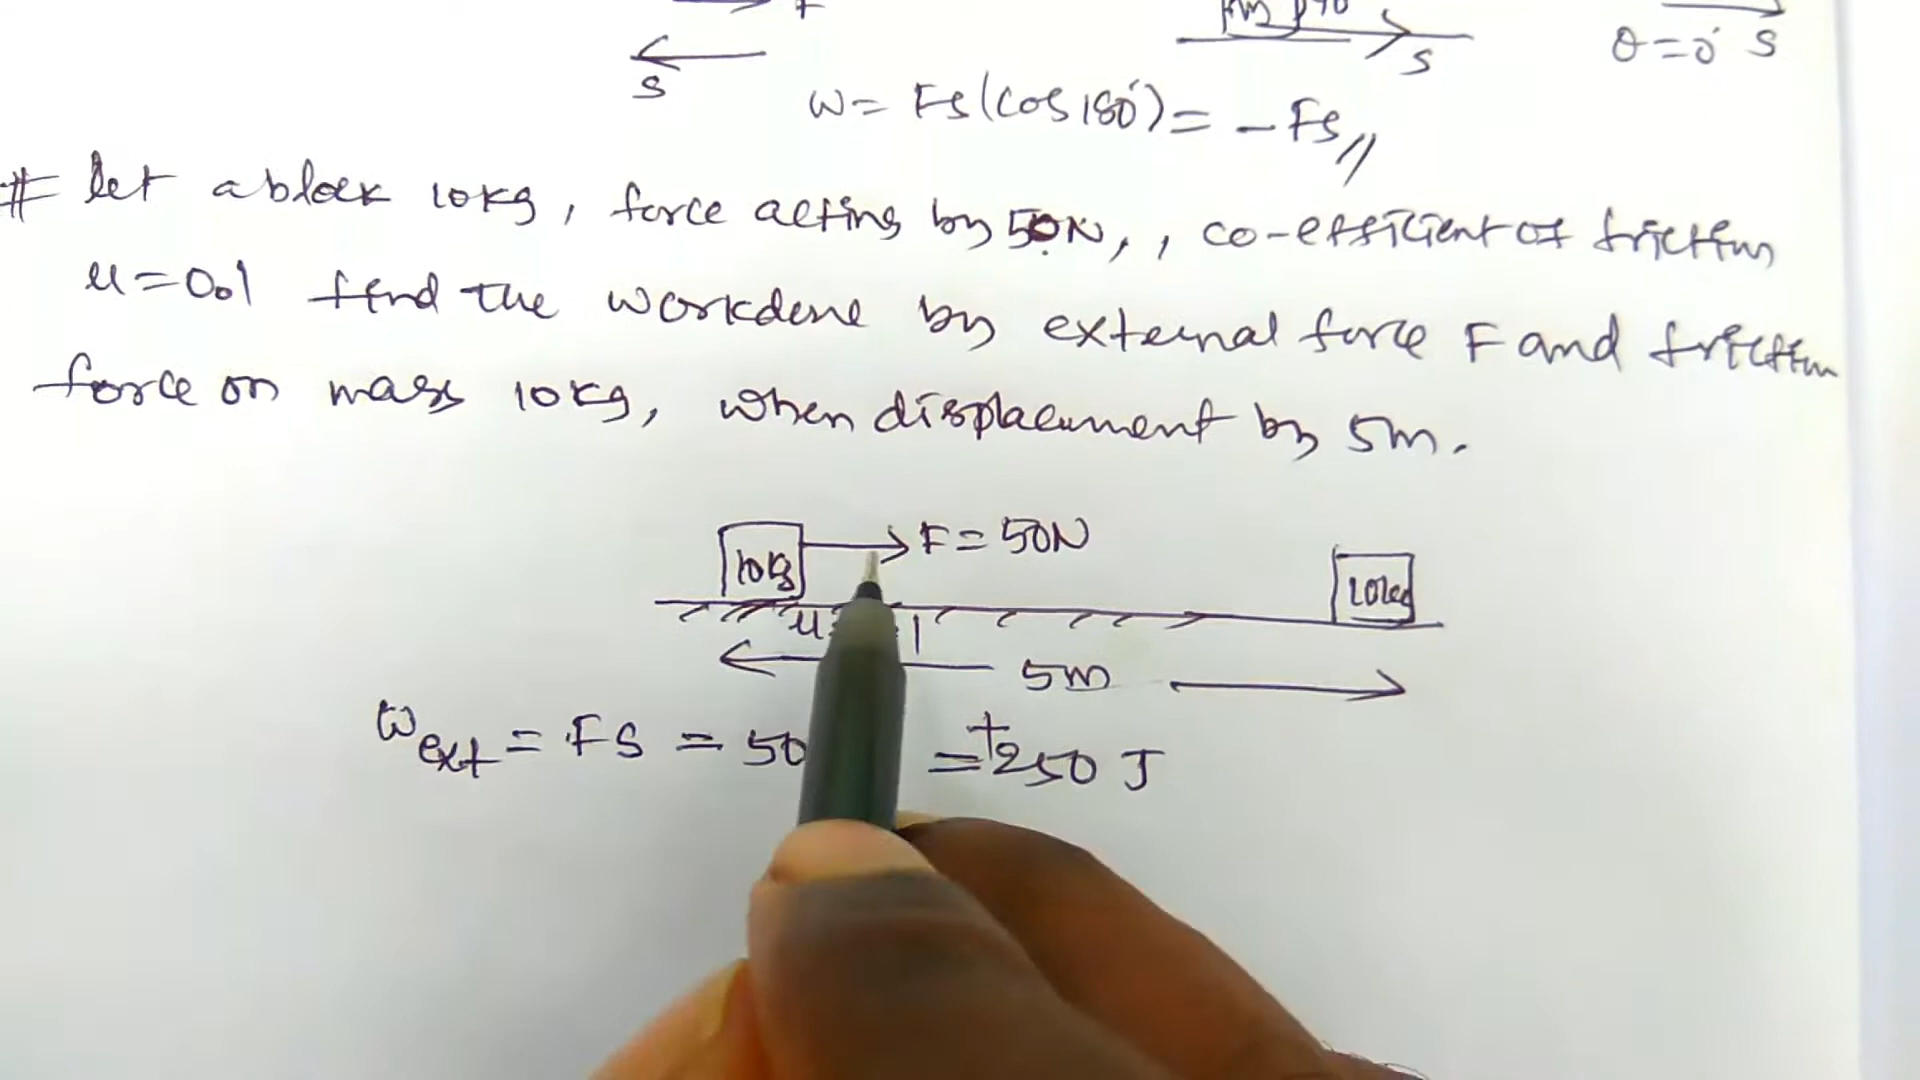 S
S
θ=0° S
W= Fs(cos 180°)= -Fs //
# let a block 10kg, force acting by 50N, , co-efficient of friction
μ=0.1 find the workdone by external force F and friction
force on mass 10kg, when displacement by 5m.
10kg F=50N 10kg
μ 1
5m
Wext = FS = 50 =+250 J